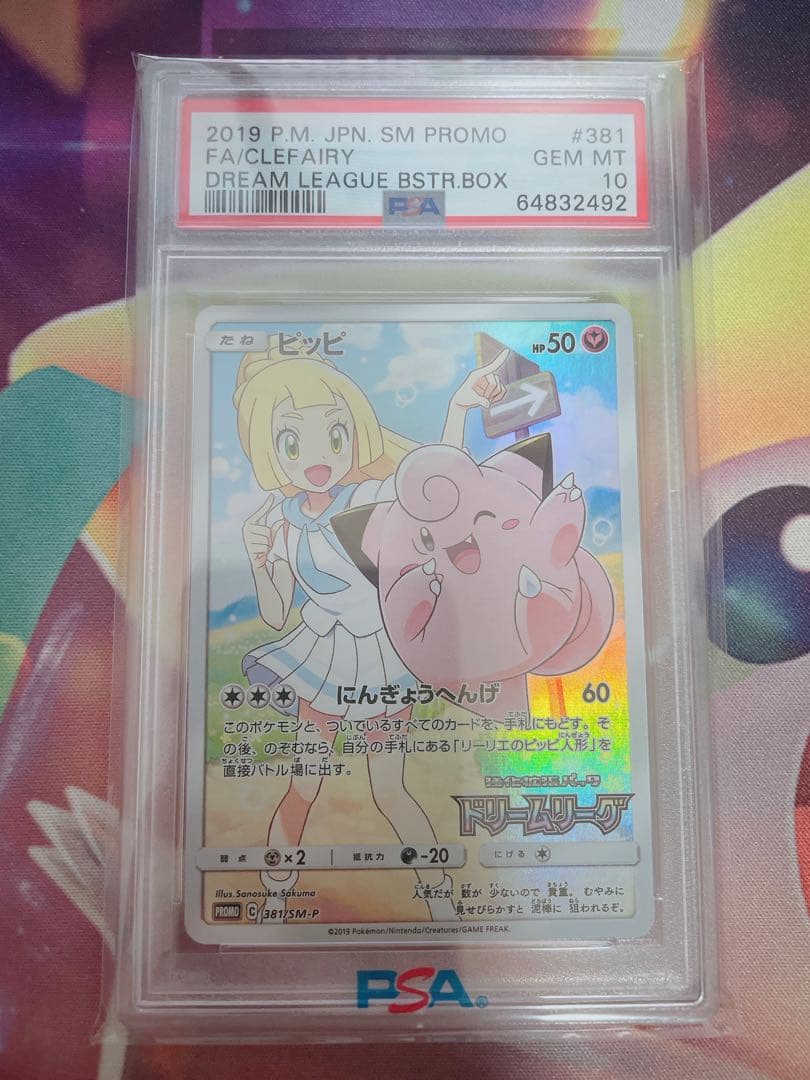 2019 P.M. JPN. SM PROMO #381
FA/CLEFAIRY GEM MT
DREAM LEAGUE BSTR.BOX 10
PSA 64832492
たね ピッピ HP50
にんぎょうへんげ 60
このポケモンと、ついているすべてのカードを、手札にもどす。そ
の後、のぞむなら、自分の手札にある「リーリエのピッピ人形」を
直接バトル場に出す。
強化拡張パック
ドリームリーグ
弱点 ×2 抵抗力 -20 にげる
Illus.Sanosuke Sakuma
人気だが 数が 少ないので 貴重。 むやみに
見せびらかすと 泥棒に 狙われるぞ。
PROMO C 381/SM-P
©2019 Pokémon/Nintendo/Creatures/GAME FREAK.
PSA®